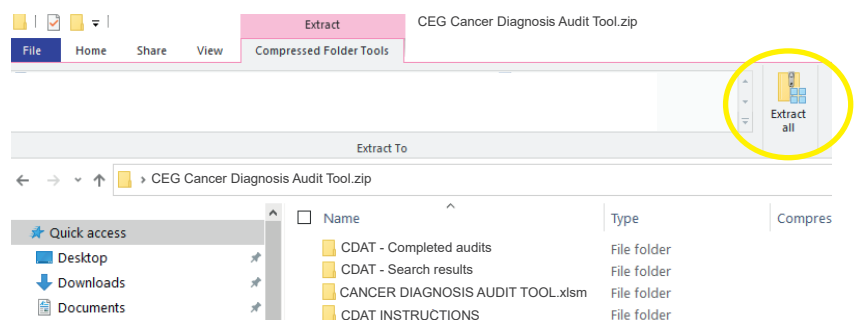 Extract CEG Cancer Diagnosis Audit Tool.zip
File Home Share View Compressed Folder Tools
Extract all
Extract To
CEG Cancer Diagnosis Audit Tool.zip
Name Type Compres
Quick access
CDAT - Completed audits File folder
Desktop
CDAT - Search results File folder
Downloads
CANCER DIAGNOSIS AUDIT TOOL.xlsm File folder
Documents
CDAT INSTRUCTIONS File folder